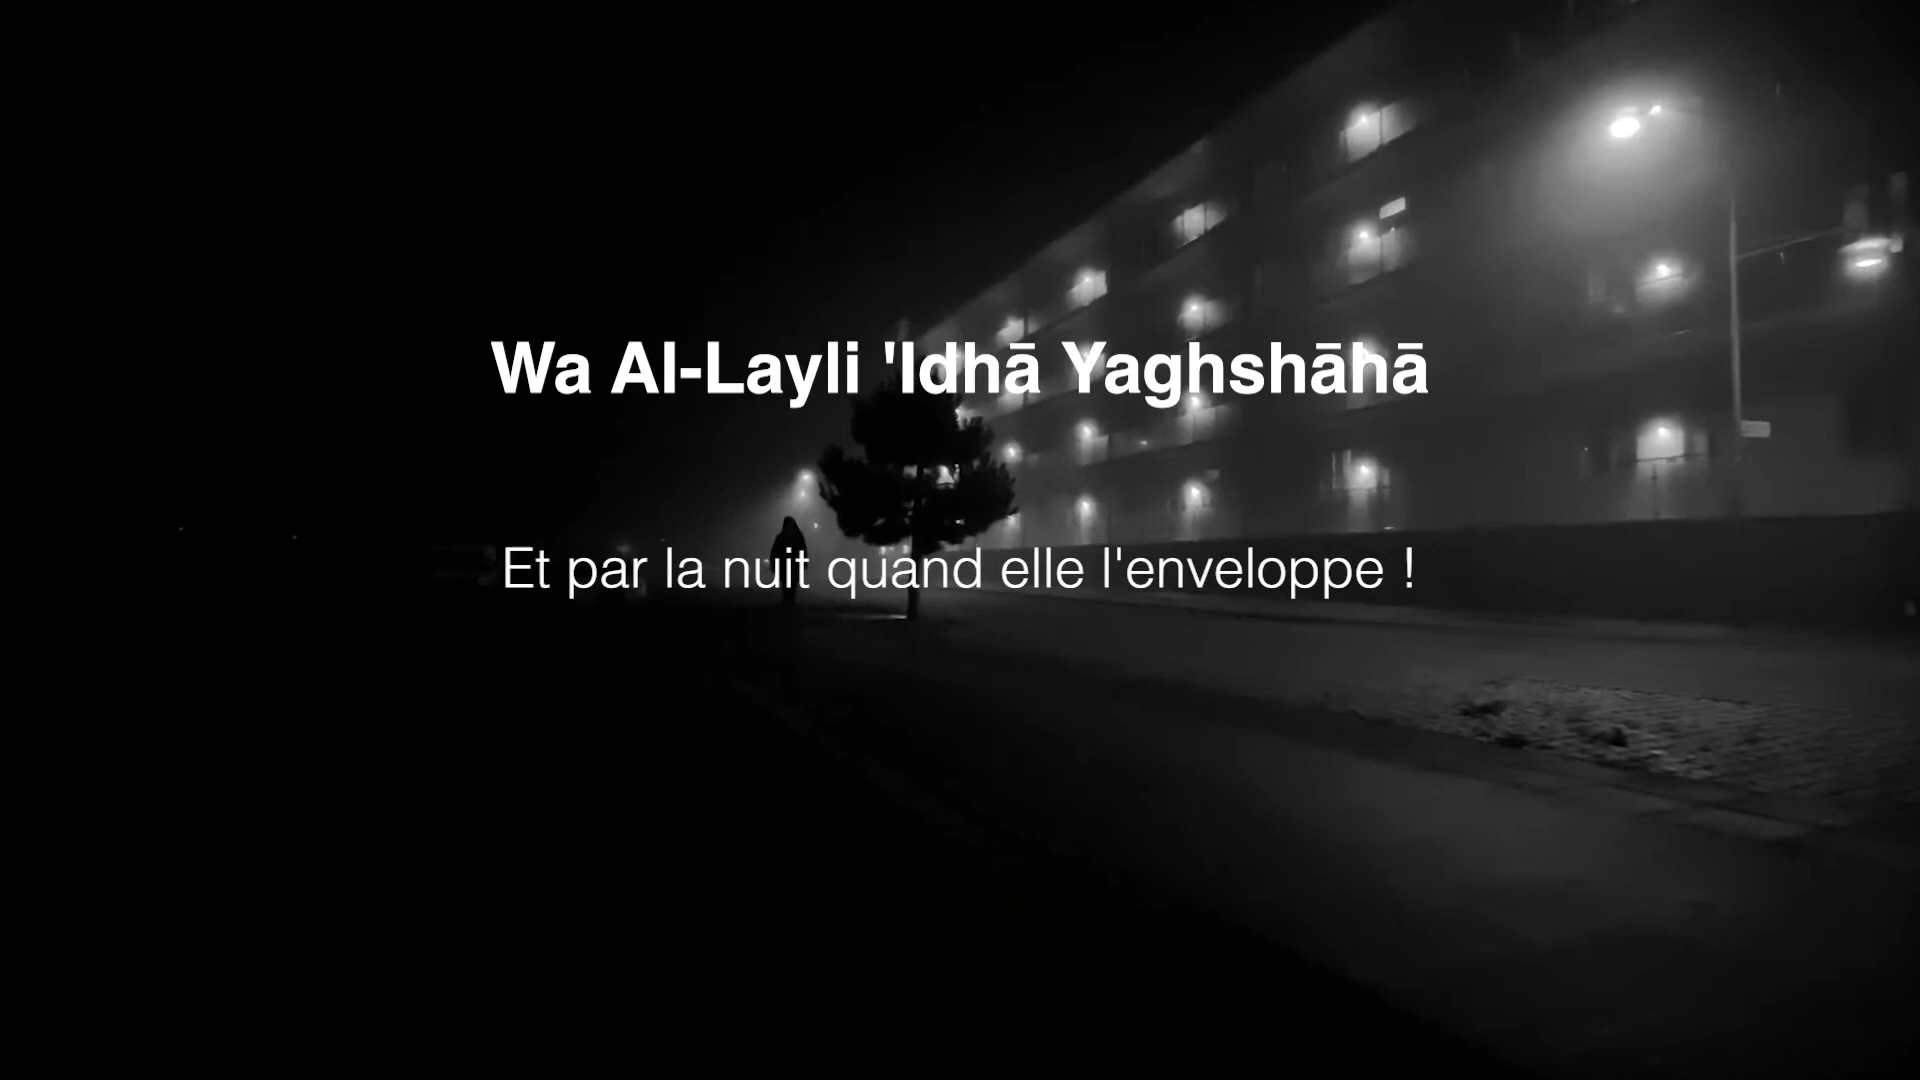 Wa Al-Layli 'Idhā Yaghshāhā
Et par la nuit quand elle l'enveloppe !